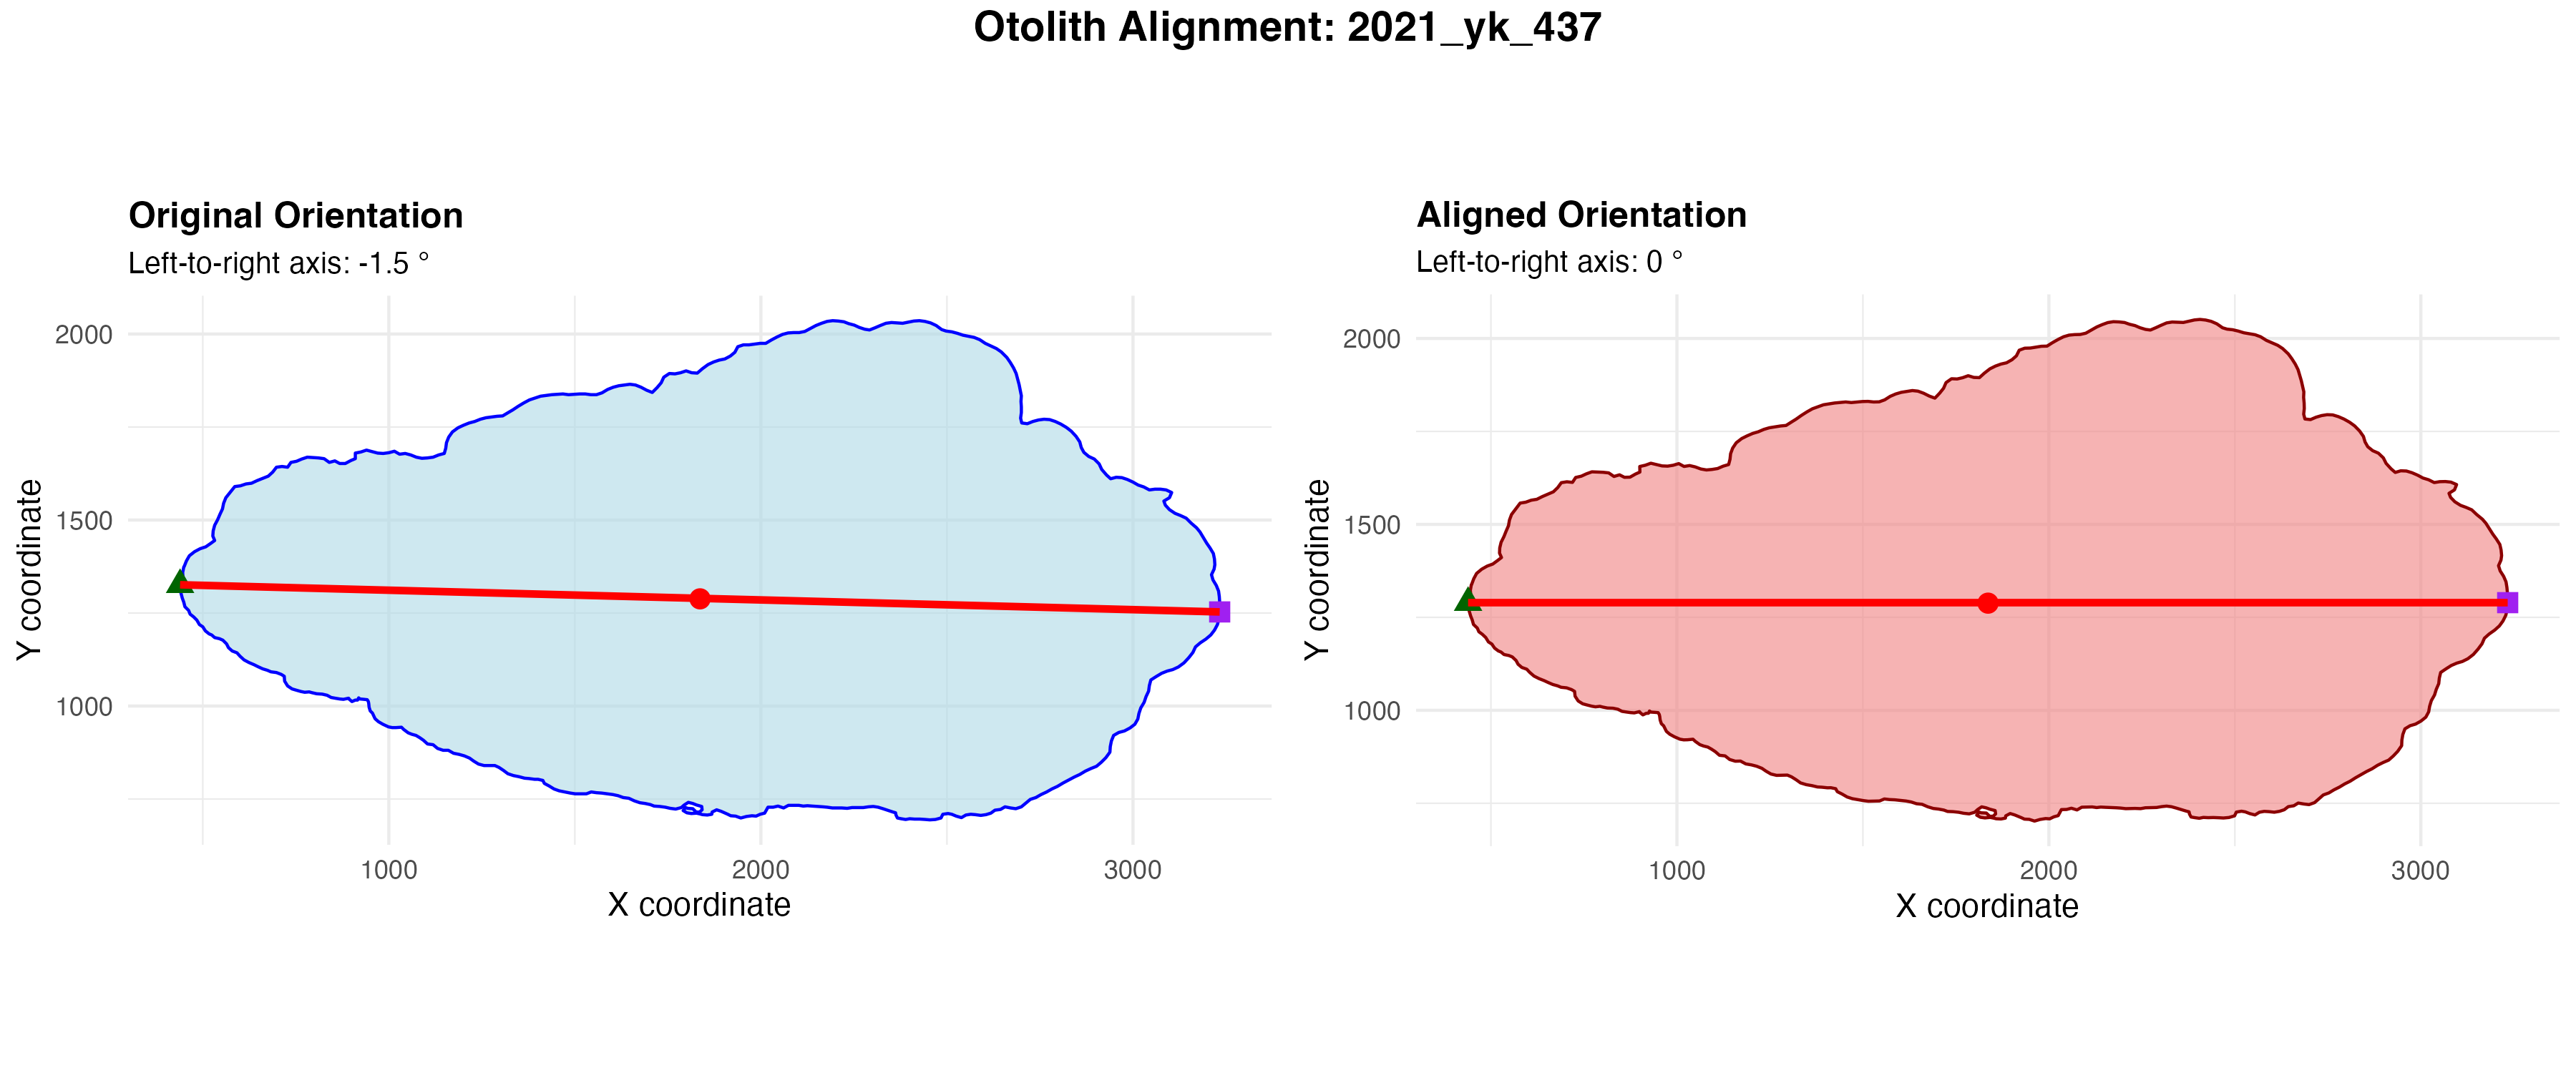 Otolith Alignment: 2021_yk_437
Original Orientation
Left-to-right axis: -1.5 °
2000
1500
1000
Y coordinate
1000 2000 3000
X coordinate
Aligned Orientation
Left-to-right axis: 0 °
2000
1500
1000
Y coordinate
1000 2000 3000
X coordinate